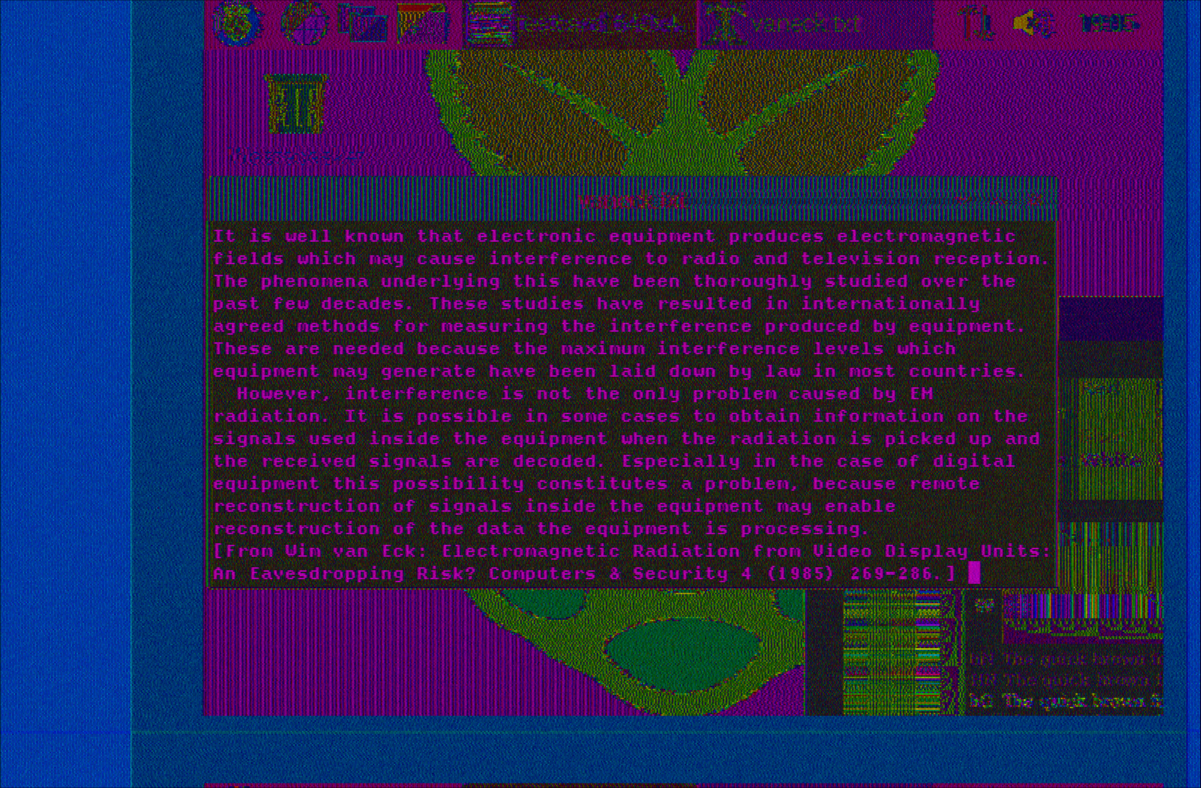 vaneck.txt
1985
vaneck.txt
It is well known that electronic equipment produces electromagnetic
fields which may cause interference to radio and television reception.
The phenomena underlying this have been thoroughly studied over the
past few decades. These studies have resulted in internationally
agreed methods for measuring the interference produced by equipment.
These are needed because the maximum interference levels which
equipment may generate have been laid down by law in most countries.
However, interference is not the only problem caused by EM
radiation. It is possible in some cases to obtain information on the
signals used inside the equipment when the radiation is picked up and
the received signals are decoded. Especially in the case of digital
equipment this possibility constitutes a problem, because remote
reconstruction of signals inside the equipment may enable
reconstruction of the data the equipment is processing.
[From Wim van Eck: Electromagnetic Radiation from Video Display Units:
An Eavesdropping Risk? Computers & Security 4 (1985) 269-286.]
The quick brown
The quick brown
The quick brown